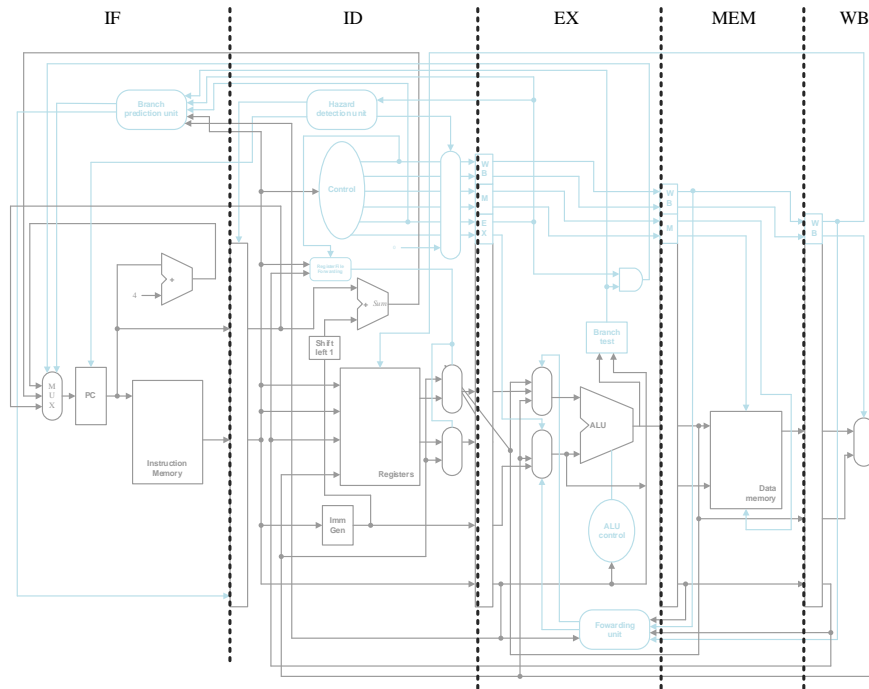 IF
ID
EX
MEM
WB
Branch
prediction unit
Hazard
detection unit
Control
W
B
M
E
X
W
B
M
W
B
4
+
+ Sum
Shift
left 1
Branch
test
M
U
X
PC
Instruction
Memory
Registers
Imm
Gen
ALU
ALU
control
Data
memory
Fowarding
unit